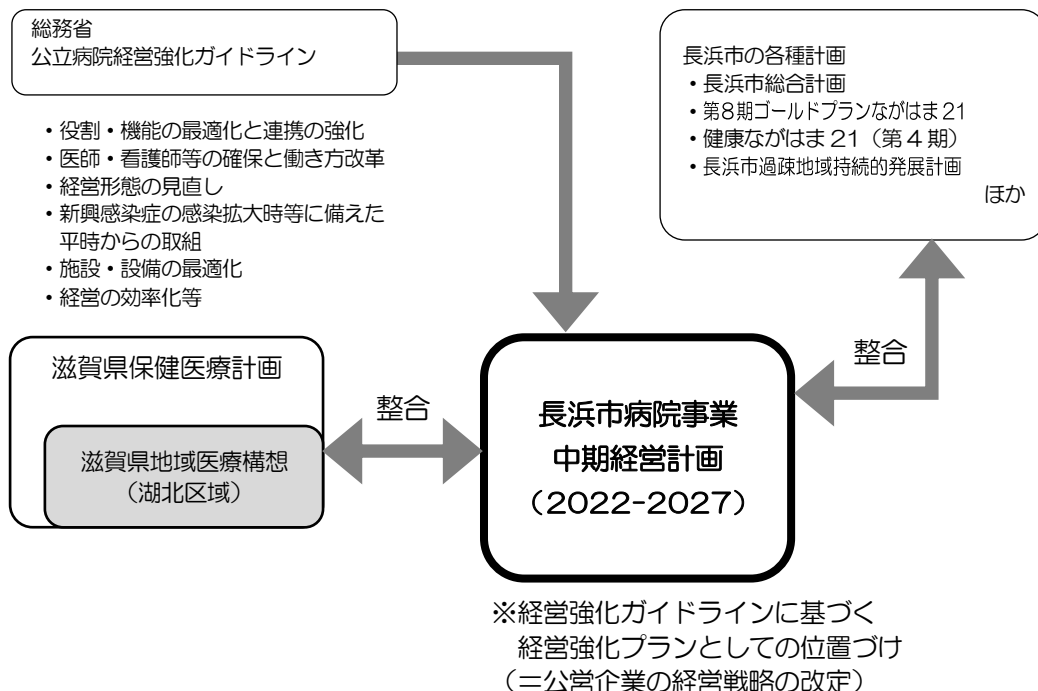 総務省
公立病院経営強化ガイドライン
・役割・機能の最適化と連携の強化
・医師・看護師等の確保と働き方改革
・経営形態の見直し
・新興感染症の感染拡大時等に備えた
平時からの取組
・施設・設備の最適化
・経営の効率化等
長浜市の各種計画
・長浜市総合計画
・第8期ゴールドプランながはま21
・健康ながはま21（第4期）
・長浜市過疎地域持続的発展計画
ほか
滋賀県保健医療計画
滋賀県地域医療構想
（湖北区域）
整合
長浜市病院事業
中期経営計画
（2022-2027）
整合
※経営強化ガイドラインに基づく
経営強化プランとしての位置づけ
（＝公営企業の経営戦略の改定）